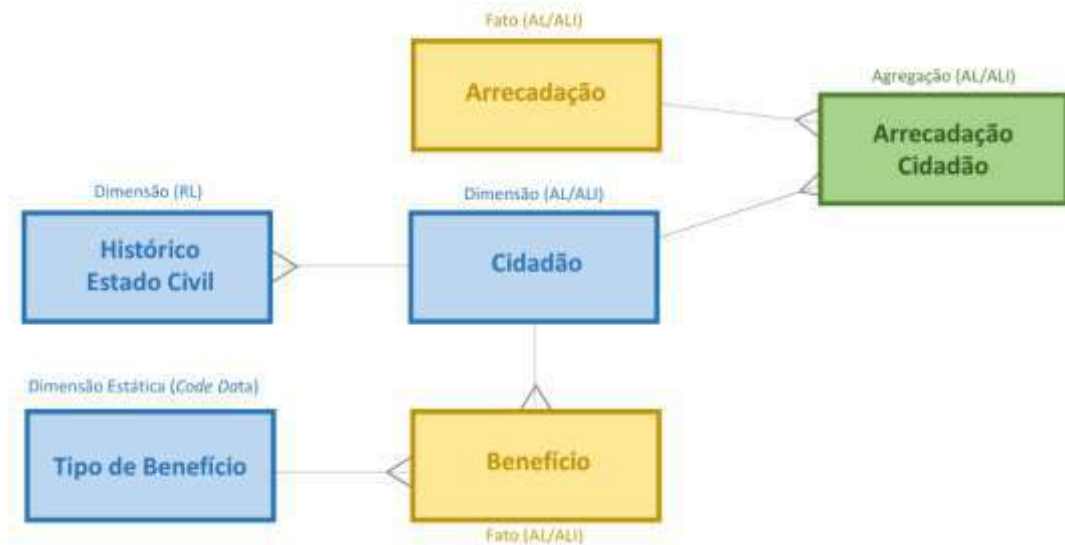 Fato (AL/ALI)
Arrecadação
Agregação (AL/ALI)
Arrecadação
Cidadão
Dimensão (RL)
Histórico
Estado Civil
Dimensão (AL/ALI)
Cidadão
Dimensão Estática (Code Data)
Tipo de Benefício
Benefício
Fato (AL/ALI)